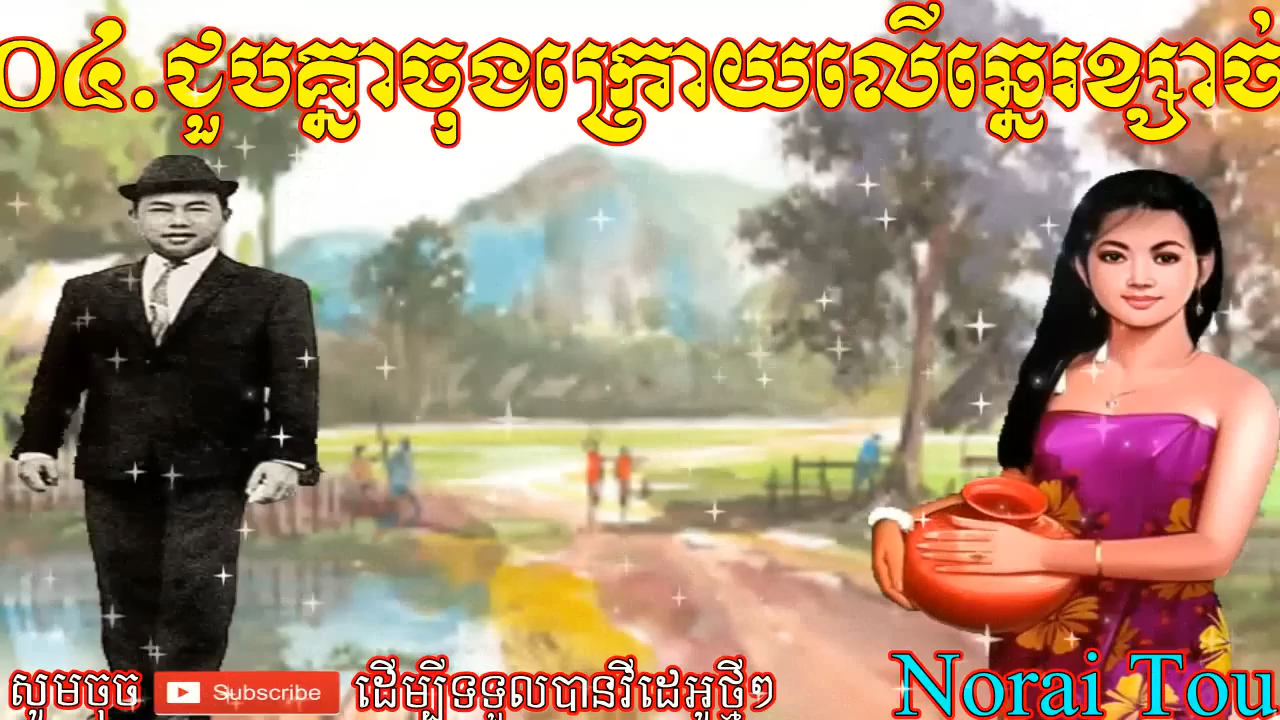 ០៤.ជួបគ្នាចុងក្រោយលើឆ្នេរខ្សាច់
សូមចុច Subscribe ដើម្បីទទួលបានវីដេអូថ្មីៗ
Norai Tou